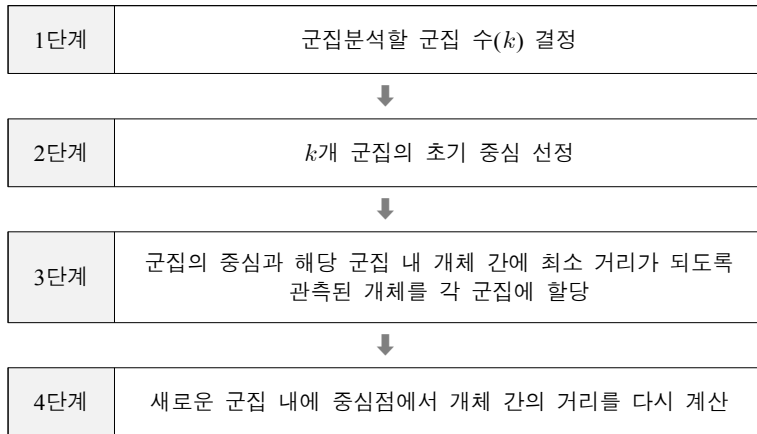 1단계
군집분석할 군집 수(k) 결정
2단계
k개 군집의 초기 중심 선정
3단계
군집의 중심과 해당 군집 내 개체 간에 최소 거리가 되도록
관측된 개체를 각 군집에 할당
4단계
새로운 군집 내에 중심점에서 개체 간의 거리를 다시 계산